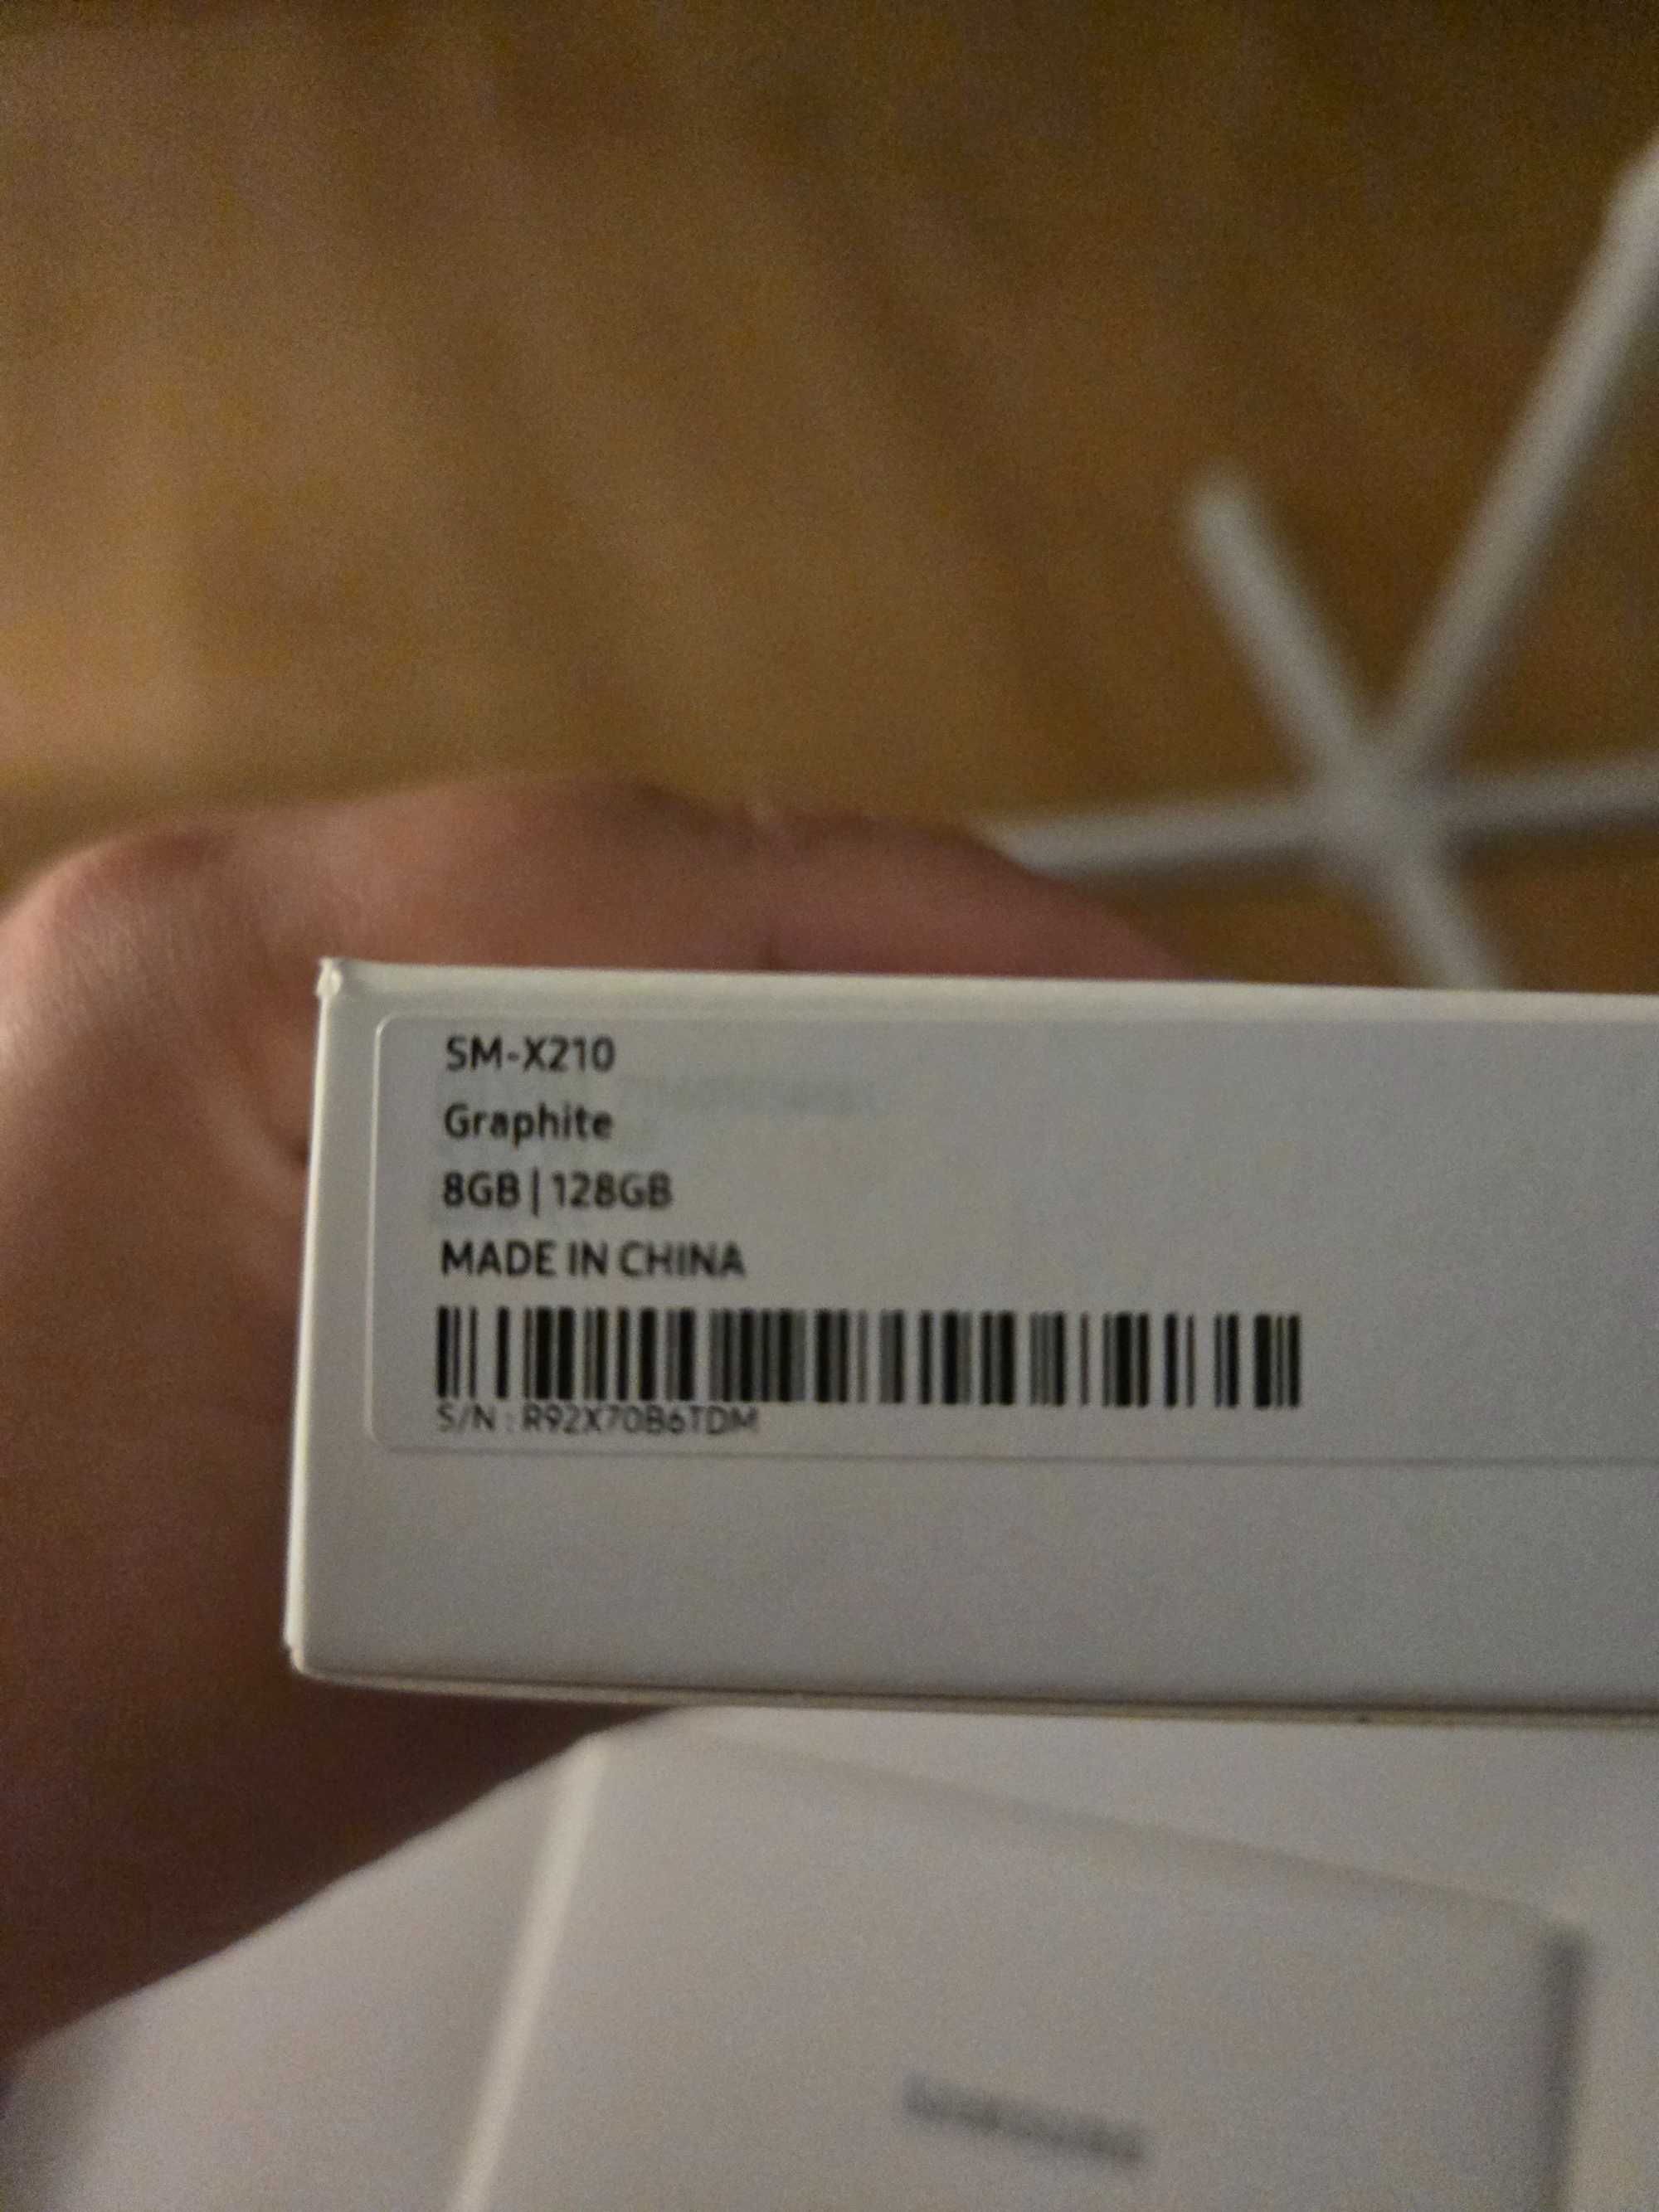 SM-X210
Graphite
8GB | 128GB
MADE IN CHINA
S/N : R92X70B6TDM